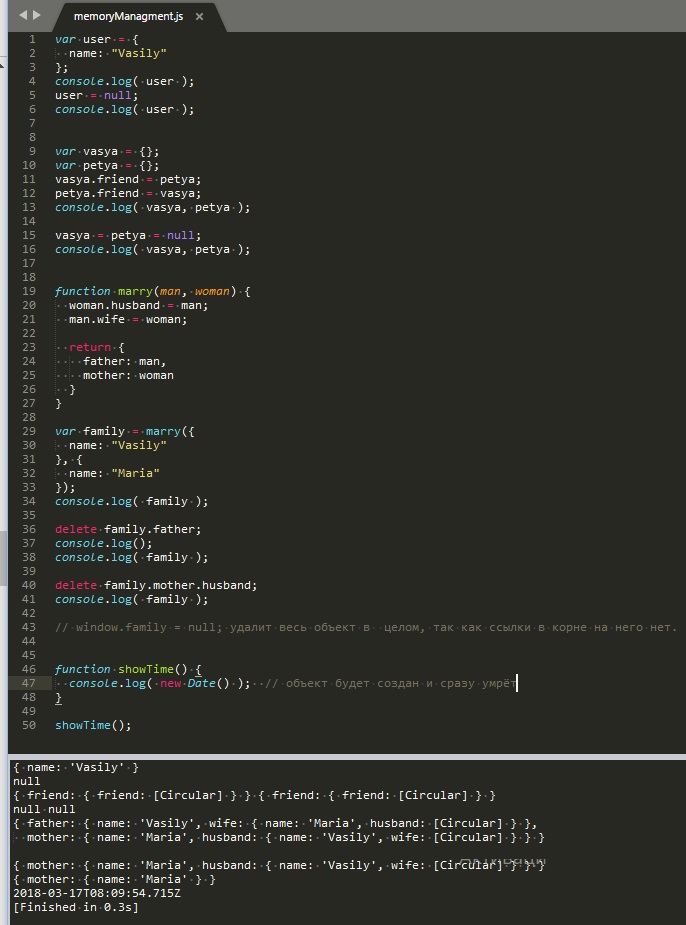 memoryManagment.js ×
1 var user = {
2   name: "Vasily"
3 };
4 console.log( user );
5 user = null;
6 console.log( user );
7
8
9 var vasya = {};
10 var petya = {};
11 vasya.friend = petya;
12 petya.friend = vasya;
13 console.log( vasya, petya );
14
15 vasya = petya = null;
16 console.log( vasya, petya );
17
18
19 function marry(man, woman) {
20   woman.husband = man;
21   man.wife = woman;
22
23   return {
24     father: man,
25     mother: woman
26   }
27 }
28
29 var family = marry({
30   name: "Vasily"
31 }, {
32   name: "Maria"
33 });
34 console.log( family );
35
36 delete family.father;
37 console.log();
38 console.log( family );
39
40 delete family.mother.husband;
41 console.log( family );
42
43 // window.family = null; удалит весь объект в  целом, так как ссылки в корне на него нет.
44
45
46 function showTime() {
47   console.log( new Date() );  // объект будет создан и сразу умрёт
48 }
49
50 showTime();
{ name: 'Vasily' }
null
{ friend: { friend: [Circular] } } { friend: { friend: [Circular] } }
null null
{ father: { name: 'Vasily', wife: { name: 'Maria', husband: [Circular] } },
  mother: { name: 'Maria', husband: { name: 'Vasily', wife: [Circular] } } }

{ mother: { name: 'Maria', husband: { name: 'Vasily', wife: [Circular] } } }
{ mother: { name: 'Maria' } }
2018-03-17T08:09:54.715Z
[Finished in 0.3s]